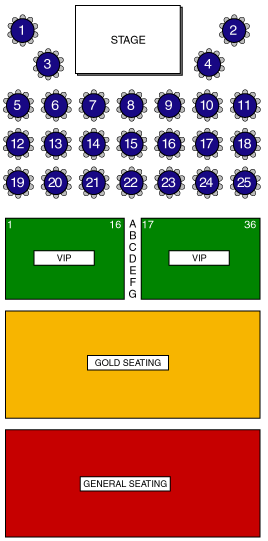 1
2
STAGE
3
4
5 6 7 8 9 10 11
12 13 14 15 16 17 18
19 20 21 22 23 24 25
1 16 A 17 36
B
C
VIP D VIP
E
F
G
GOLD SEATING
GENERAL SEATING